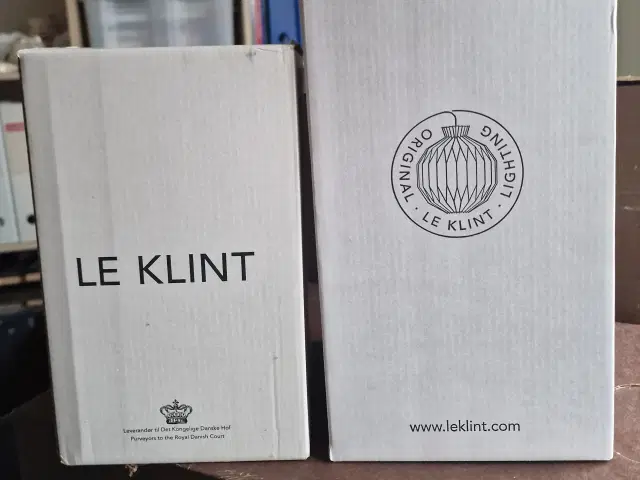 LE KLINT
Leverandør til Det Kongelige Danske Hof
Purveyors to the Royal Danish Court
ORIGINAL · LE KLINT · LIGHTING
www.leklint.com